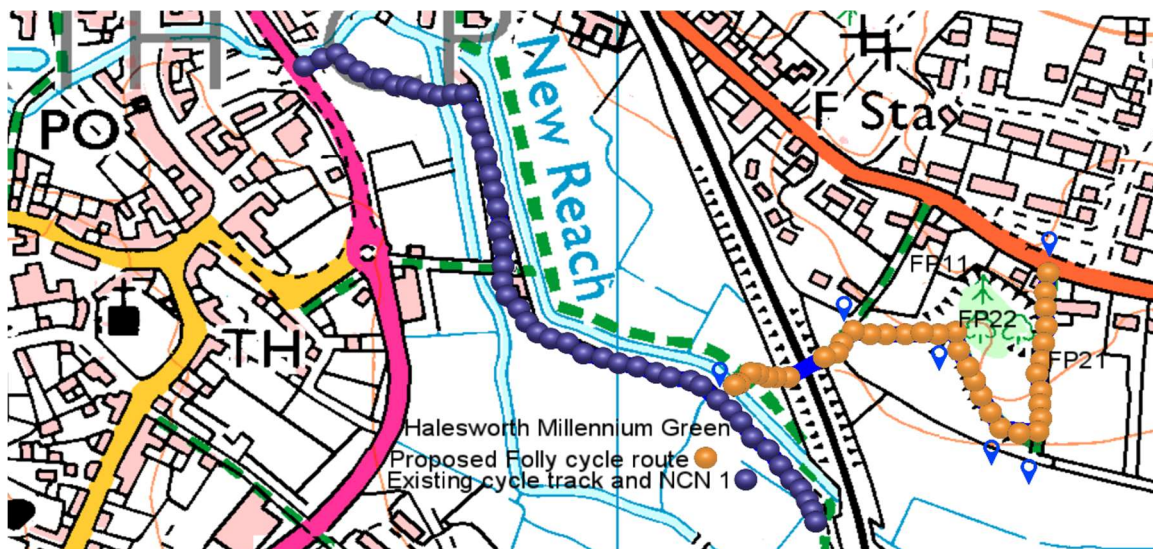 PO
New Reach
F Sta
FP11
FP22
FP21
TH
Halesworth Millennium Green
Proposed Folly cycle route
Existing cycle track and NCN 1